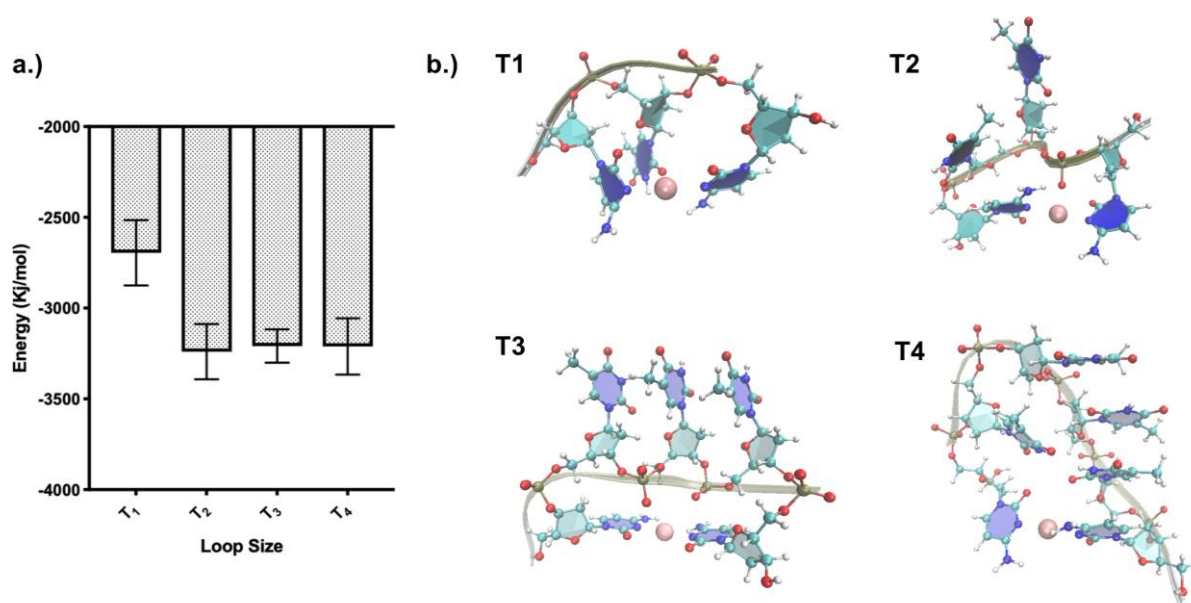 a.)
b.)
T1
T2
-2000
-2500
-3000
-3500
-4000
Energy (Kj/mol)
T1
T2
T3
T4
Loop Size
T3
T4